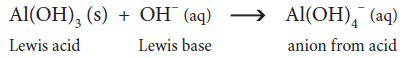 Al(OH)₃ (s) + OH⁻ (aq) ⟶ Al(OH)₄⁻ (aq)
Lewis acid Lewis base anion from acid